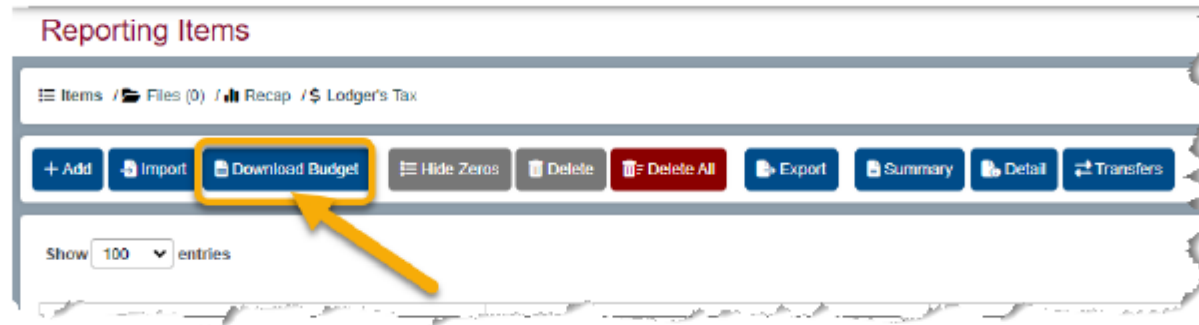 Reporting Items
Items / Files (0) / Recap / $ Lodger's Tax
+ Add Import Download Budget Hide Zeros Delete Delete All Export Summary Detail Transfers
Show 100 entries